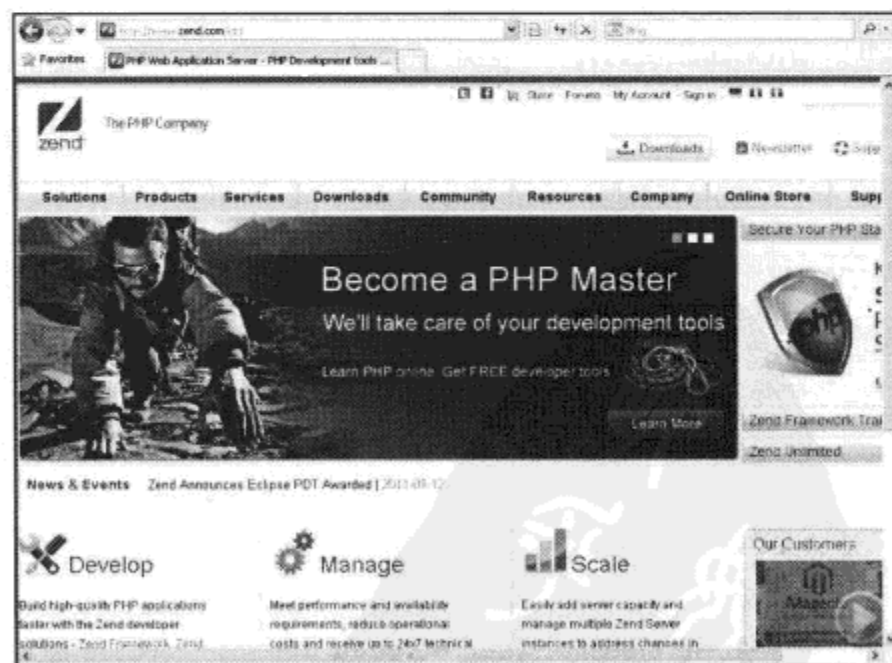 zend.com
Favorites PHP Web Application Server - PHP Development tools ...
Store Forums My Account Sign in
zend The PHP Company
Downloads Newsletter Supp
Solutions Products Services Downloads Community Resources Company Online Store Supp
Secure Your PHP Sta
Become a PHP Master
We'll take care of your development tools
Learn PHP online. Get FREE developer tools
Learn More
php
Zend Framework Trai
Zend Unlimited
News & Events Zend Announces Eclipse PDT Awarded |
Develop
Manage
Scale
Our Customers
Build high-quality PHP applications
faster with the Zend developer
solutions - Zend Framework, Zend
Meet performance and availability
requirements, reduce operational
costs and receive up to 24x7 technical
Easily add server capacity and
manage multiple Zend Server
instances to address changes in